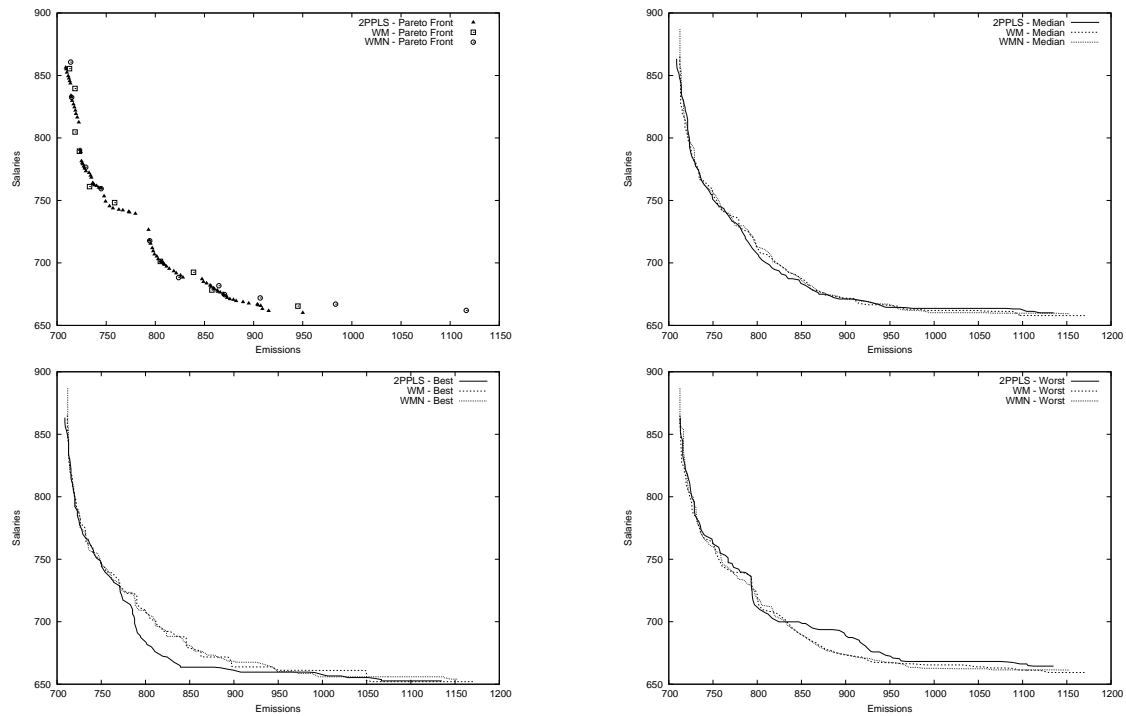 900
850
800
750
700
650
Salaries
2PPLS - Pareto Front
WM - Pareto Front
WMN - Pareto Front
700 750 800 850 900 950 1000 1050 1100 1150
Emissions
900
850
800
750
700
650
Salaries
2PPLS - Median
WM - Median
WMN - Median
700 750 800 850 900 950 1000 1050 1100 1150 1200
Emissions
900
850
800
750
700
650
Salaries
2PPLS - Best
WM - Best
WMN - Best
700 750 800 850 900 950 1000 1050 1100 1150 1200
Emissions
900
850
800
750
700
650
Salaries
2PPLS - Worst
WM - Worst
WMN - Worst
700 750 800 850 900 950 1000 1050 1100 1150 1200
Emissions